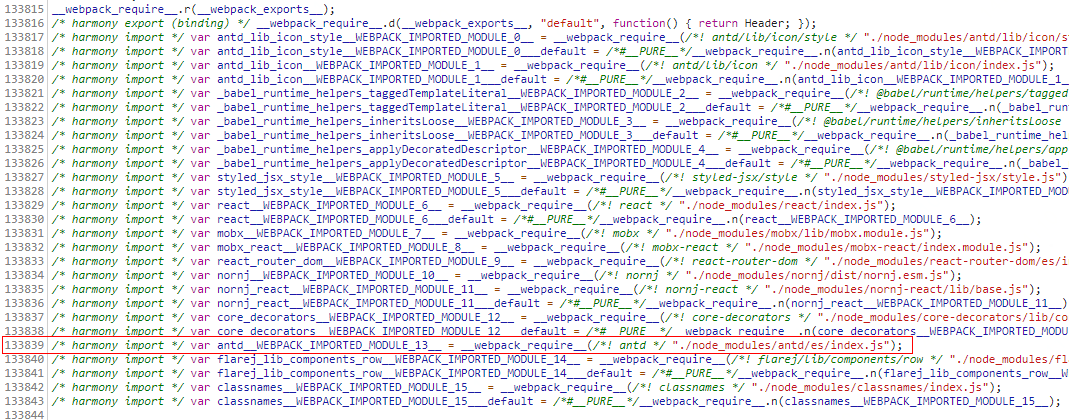 133815 __webpack_require__.r(__webpack_exports__);
133816 /* harmony export (binding) */ __webpack_require__.d(__webpack_exports__, "default", function() { return Header; });
133817 /* harmony import */ var antd_lib_icon_style__WEBPACK_IMPORTED_MODULE_0__ = __webpack_require__(/*! antd/lib/icon/style */ "./node_modules/antd/lib/icon/s
133818 /* harmony import */ var antd_lib_icon_style__WEBPACK_IMPORTED_MODULE_0___default = /*#__PURE__*/__webpack_require__.n(antd_lib_icon_style__WEBPACK_IMPOR
133819 /* harmony import */ var antd_lib_icon__WEBPACK_IMPORTED_MODULE_1__ = __webpack_require__(/*! antd/lib/icon */ "./node_modules/antd/lib/icon/index.js");
133820 /* harmony import */ var antd_lib_icon__WEBPACK_IMPORTED_MODULE_1___default = /*#__PURE__*/__webpack_require__.n(antd_lib_icon__WEBPACK_IMPORTED_MODULE_1__
133821 /* harmony import */ var _babel_runtime_helpers_taggedTemplateLiteral__WEBPACK_IMPORTED_MODULE_2__ = __webpack_require__(/*! @babel/runtime/helpers/tagged
133822 /* harmony import */ var _babel_runtime_helpers_taggedTemplateLiteral__WEBPACK_IMPORTED_MODULE_2___default = /*#__PURE__*/__webpack_require__.n(_babel_run
133823 /* harmony import */ var _babel_runtime_helpers_inheritsLoose__WEBPACK_IMPORTED_MODULE_3__ = __webpack_require__(/*! @babel/runtime/helpers/inheritsLoose
133824 /* harmony import */ var _babel_runtime_helpers_inheritsLoose__WEBPACK_IMPORTED_MODULE_3___default = /*#__PURE__*/__webpack_require__.n(_babel_runtime_hel
133825 /* harmony import */ var _babel_runtime_helpers_applyDecoratedDescriptor__WEBPACK_IMPORTED_MODULE_4__ = __webpack_require__(/*! @babel/runtime/helpers/app
133826 /* harmony import */ var _babel_runtime_helpers_applyDecoratedDescriptor__WEBPACK_IMPORTED_MODULE_4___default = /*#__PURE__*/__webpack_require__.n(_babel_
133827 /* harmony import */ var styled_jsx_style__WEBPACK_IMPORTED_MODULE_5__ = __webpack_require__(/*! styled-jsx/style */ "./node_modules/styled-jsx/style.js")
133828 /* harmony import */ var styled_jsx_style__WEBPACK_IMPORTED_MODULE_5___default = /*#__PURE__*/__webpack_require__.n(styled_jsx_style__WEBPACK_IMPORTED_MOD
133829 /* harmony import */ var react__WEBPACK_IMPORTED_MODULE_6__ = __webpack_require__(/*! react */ "./node_modules/react/index.js");
133830 /* harmony import */ var react__WEBPACK_IMPORTED_MODULE_6___default = /*#__PURE__*/__webpack_require__.n(react__WEBPACK_IMPORTED_MODULE_6__);
133831 /* harmony import */ var mobx__WEBPACK_IMPORTED_MODULE_7__ = __webpack_require__(/*! mobx */ "./node_modules/mobx/lib/mobx.module.js");
133832 /* harmony import */ var mobx_react__WEBPACK_IMPORTED_MODULE_8__ = __webpack_require__(/*! mobx-react */ "./node_modules/mobx-react/index.module.js");
133833 /* harmony import */ var react_router_dom__WEBPACK_IMPORTED_MODULE_9__ = __webpack_require__(/*! react-router-dom */ "./node_modules/react-router-dom/es/i
133834 /* harmony import */ var nornj__WEBPACK_IMPORTED_MODULE_10__ = __webpack_require__(/*! nornj */ "./node_modules/nornj/dist/nornj.esm.js");
133835 /* harmony import */ var nornj_react__WEBPACK_IMPORTED_MODULE_11__ = __webpack_require__(/*! nornj-react */ "./node_modules/nornj-react/lib/base.js");
133836 /* harmony import */ var nornj_react__WEBPACK_IMPORTED_MODULE_11___default = /*#__PURE__*/__webpack_require__.n(nornj_react__WEBPACK_IMPORTED_MODULE_11__)
133837 /* harmony import */ var core_decorators__WEBPACK_IMPORTED_MODULE_12__ = __webpack_require__(/*! core-decorators */ "./node_modules/core-decorators/lib/co
133838 /* harmony import */ var core_decorators__WEBPACK_IMPORTED_MODULE_12___default = /*#__PURE__*/__webpack_require__.n(core_decorators__WEBPACK_IMPORTED_MODU
133839 /* harmony import */ var antd__WEBPACK_IMPORTED_MODULE_13__ = __webpack_require__(/*! antd */ "./node_modules/antd/es/index.js");
133840 /* harmony import */ var flarej_lib_components_row__WEBPACK_IMPORTED_MODULE_14__ = __webpack_require__(/*! flarej/lib/components/row */ "./node_modules/fl
133841 /* harmony import */ var flarej_lib_components_row__WEBPACK_IMPORTED_MODULE_14___default = /*#__PURE__*/__webpack_require__.n(flarej_lib_components_row__W
133842 /* harmony import */ var classnames__WEBPACK_IMPORTED_MODULE_15__ = __webpack_require__(/*! classnames */ "./node_modules/classnames/index.js");
133843 /* harmony import */ var classnames__WEBPACK_IMPORTED_MODULE_15___default = /*#__PURE__*/__webpack_require__.n(classnames__WEBPACK_IMPORTED_MODULE_15__);
133844